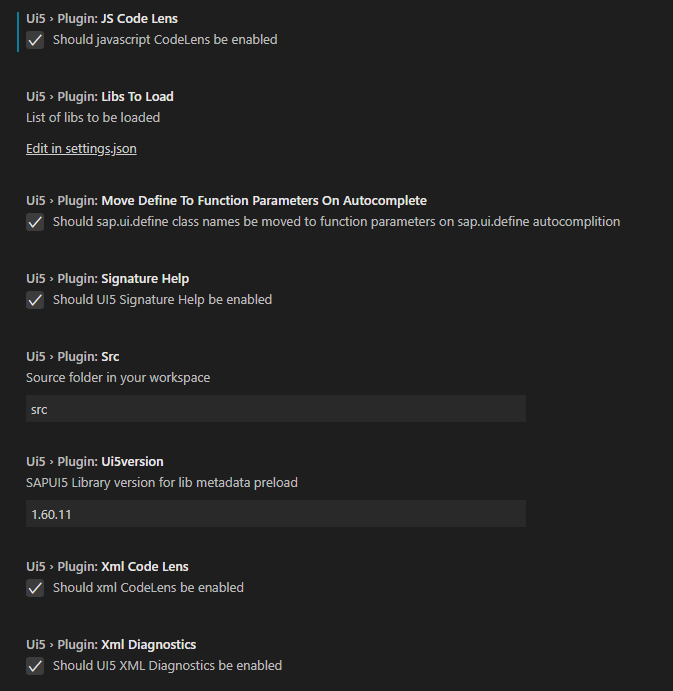 Ui5 › Plugin: JS Code Lens
Should javascript CodeLens be enabled
Ui5 › Plugin: Libs To Load
List of libs to be loaded
Edit in settings.json
Ui5 › Plugin: Move Define To Function Parameters On Autocomplete
Should sap.ui.define class names be moved to function parameters on sap.ui.define autocomplition
Ui5 › Plugin: Signature Help
Should UI5 Signature Help be enabled
Ui5 › Plugin: Src
Source folder in your workspace
src
Ui5 › Plugin: Ui5version
SAPUI5 Library version for lib metadata preload
1.60.11
Ui5 › Plugin: Xml Code Lens
Should xml CodeLens be enabled
Ui5 › Plugin: Xml Diagnostics
Should UI5 XML Diagnostics be enabled